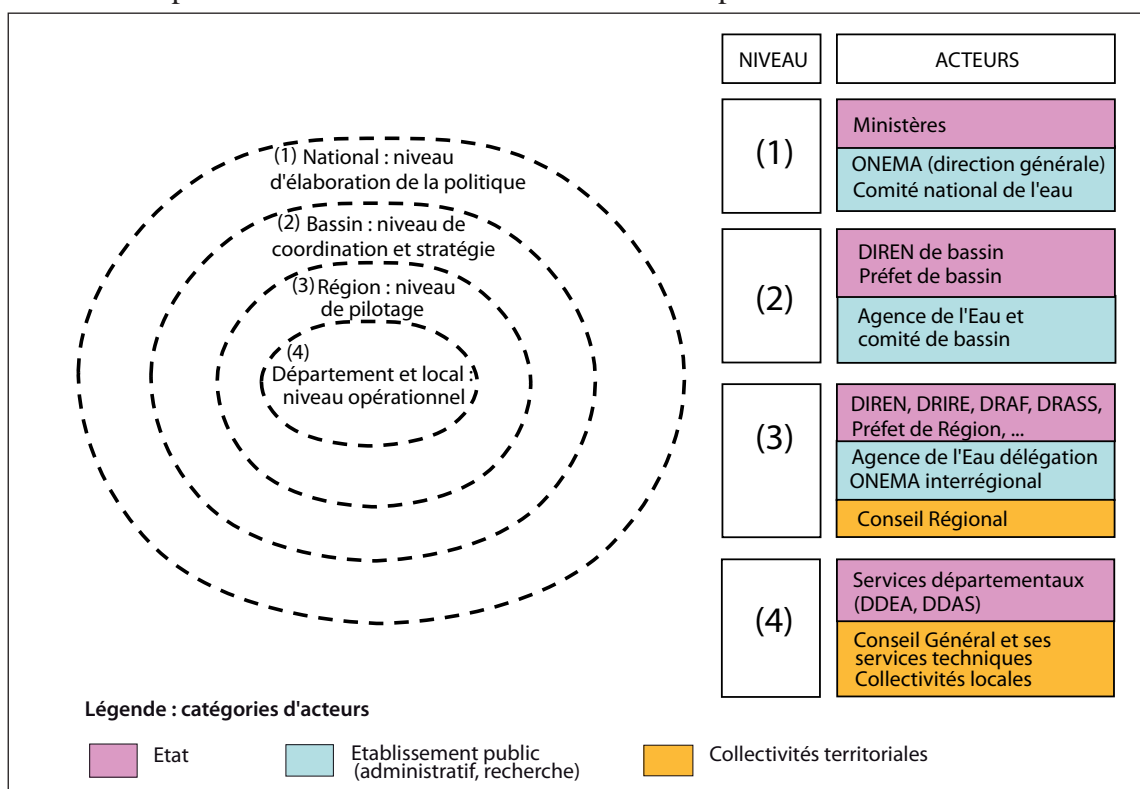 NIVEAU
ACTEURS
(1) National : niveau
d'élaboration de la politique
(2) Bassin : niveau de
coordination et stratégie
(3) Région : niveau
de pilotage
(4)
Département et local :
niveau opérationnel
(1)
Ministères
ONEMA (direction générale)
Comité national de l'eau
(2)
DIREN de bassin
Préfet de bassin
Agence de l'Eau et
comité de bassin
(3)
DIREN, DRIRE, DRAF, DRASS,
Préfet de Région, ...
Agence de l'Eau délégation
ONEMA interrégional
Conseil Régional
(4)
Services départementaux
(DDEA, DDAS)
Conseil Général et ses
services techniques
Collectivités locales
Légende : catégories d'acteurs
Etat
Etablissement public
(administratif, recherche)
Collectivités territoriales